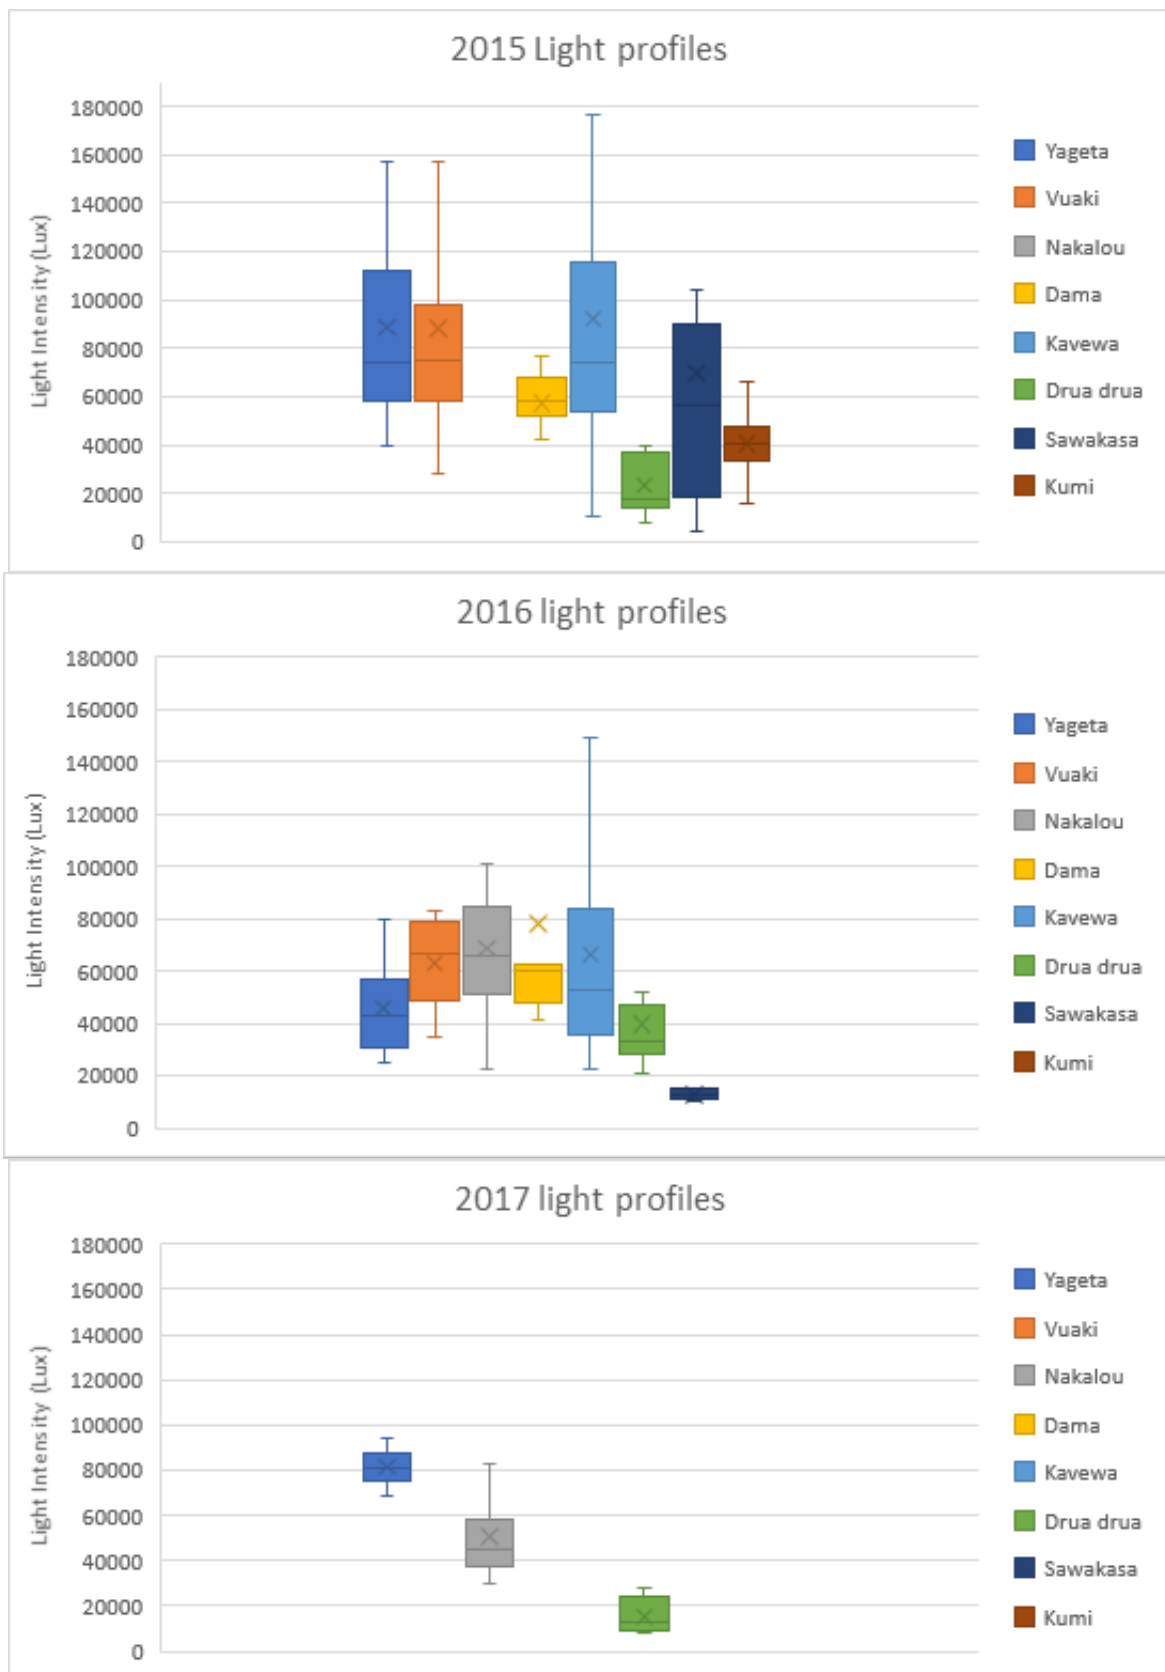 2015 Light profiles
180000
160000
140000
120000
100000
80000
60000
40000
20000
0
Light Intensity (Lux)
Yageta
Vuaki
Nakalou
Dama
Kavewa
Drua drua
Sawakasa
Kumi
2016 light profiles
180000
160000
140000
120000
100000
80000
60000
40000
20000
0
Light Intensity (Lux)
Yageta
Vuaki
Nakalou
Dama
Kavewa
Drua drua
Sawakasa
Kumi
2017 light profiles
180000
160000
140000
120000
100000
80000
60000
40000
20000
0
Light Intensity (Lux)
Yageta
Vuaki
Nakalou
Dama
Kavewa
Drua drua
Sawakasa
Kumi